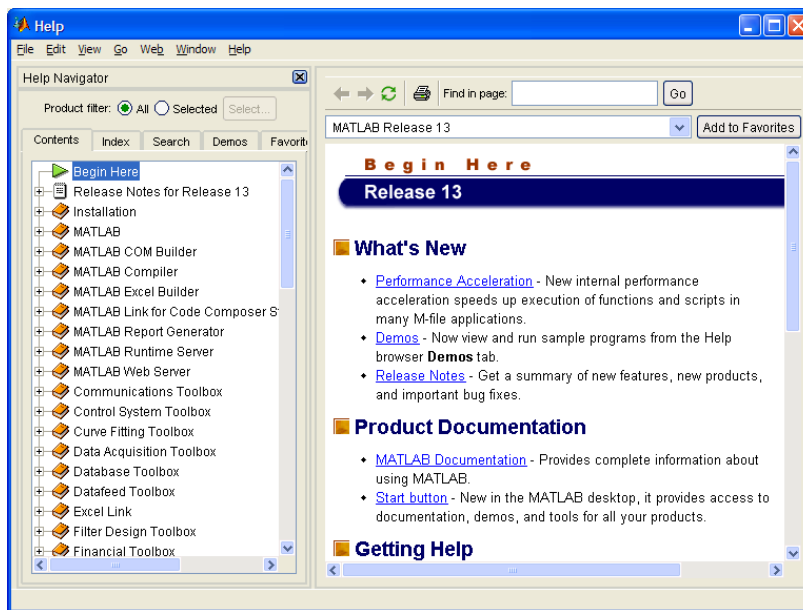 Help
File Edit View Go Web Window Help
Help Navigator
Product filter: All Selected Select...
Contents Index Search Demos Favorit
Begin Here
Release Notes for Release 13
Installation
MATLAB
MATLAB COM Builder
MATLAB Compiler
MATLAB Excel Builder
MATLAB Link for Code Composer S
MATLAB Report Generator
MATLAB Runtime Server
MATLAB Web Server
Communications Toolbox
Control System Toolbox
Curve Fitting Toolbox
Data Acquisition Toolbox
Database Toolbox
Datafeed Toolbox
Excel Link
Filter Design Toolbox
Financial Toolbox
Find in page: Go
MATLAB Release 13 Add to Favorites
Begin Here
Release 13
What's New
• Performance Acceleration - New internal performance
acceleration speeds up execution of functions and scripts in
many M-file applications.
• Demos - Now view and run sample programs from the Help
browser Demos tab.
• Release Notes - Get a summary of new features, new products,
and important bug fixes.
Product Documentation
• MATLAB Documentation - Provides complete information about
using MATLAB.
• Start button - New in the MATLAB desktop, it provides access to
documentation, demos, and tools for all your products.
Getting Help